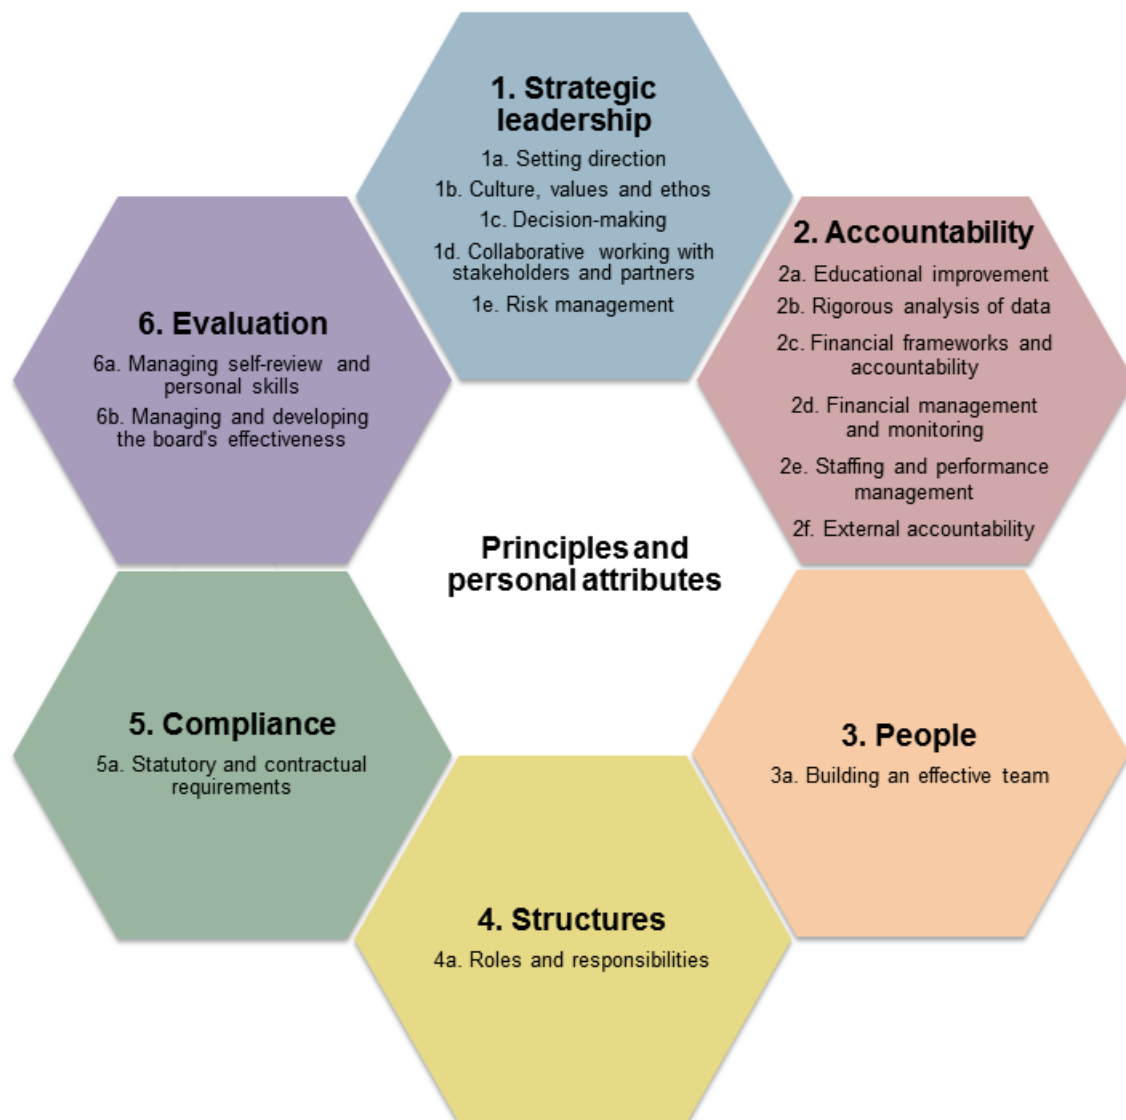 1. Strategic
leadership
1a. Setting direction
1b. Culture, values and ethos
1c. Decision-making
1d. Collaborative working with
stakeholders and partners
1e. Risk management
2. Accountability
2a. Educational improvement
2b. Rigorous analysis of data
2c. Financial frameworks and
accountability
2d. Financial management
and monitoring
2e. Staffing and performance
management
2f. External accountability
3. People
3a. Building an effective team
4. Structures
4a. Roles and responsibilities
5. Compliance
5a. Statutory and contractual
requirements
6. Evaluation
6a. Managing self-review and
personal skills
6b. Managing and developing
the board's effectiveness
Principles and
personal attributes